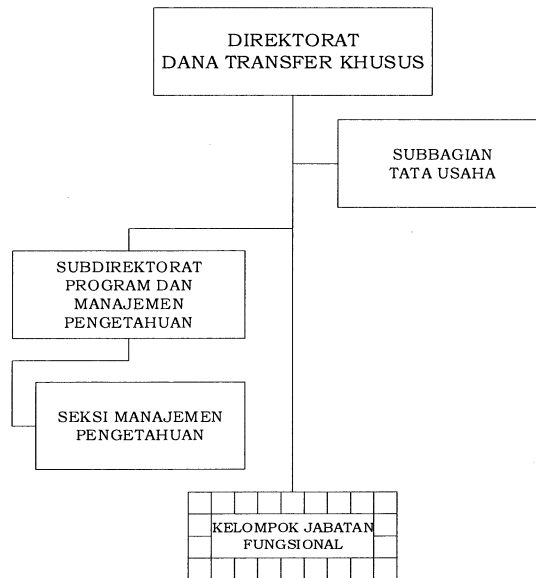 DIREKTORAT
DANA TRANSFER KHUSUS
SUBBAGIAN
TATA USAHA
SUBDIREKTORAT
PROGRAM DAN
MANAJEMEN
PENGETAHUAN
SEKSI MANAJEMEN
PENGETAHUAN
KELOMPOK JABATAN
FUNGSIONAL